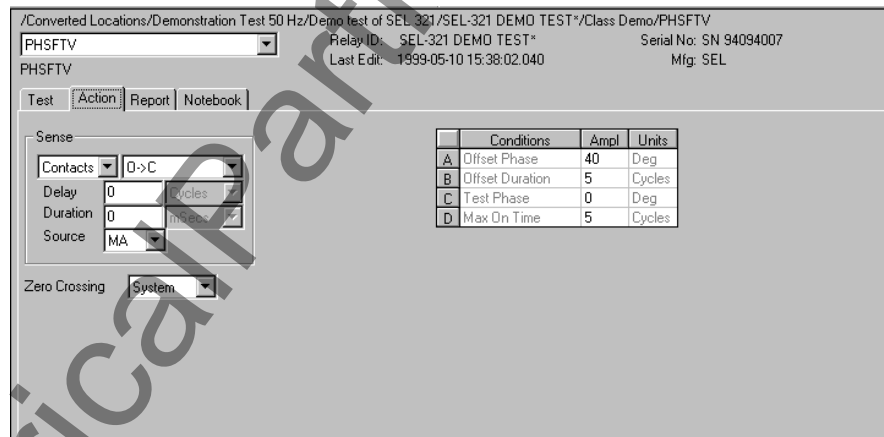 /Converted Locations/Demonstration Test 50 Hz/Demo test of SEL 321/SEL-321 DEMO TEST*/Class Demo/PHSFTV
PHSFTV
Relay ID: SEL-321 DEMO TEST* Serial No: SN 94094007
Last Edit: 1999-05-10 15:38:02.040 Mfg: SEL
PHSFTV
Test Action Report Notebook
Sense
Contacts O->C
Delay 0 Cycles
Duration 0 mSecs
Source MA
Zero Crossing System
Conditions Ampl Units
A Offset Phase 40 Deg
B Offset Duration 5 Cycles
C Test Phase 0 Deg
D Max On Time 5 Cycles